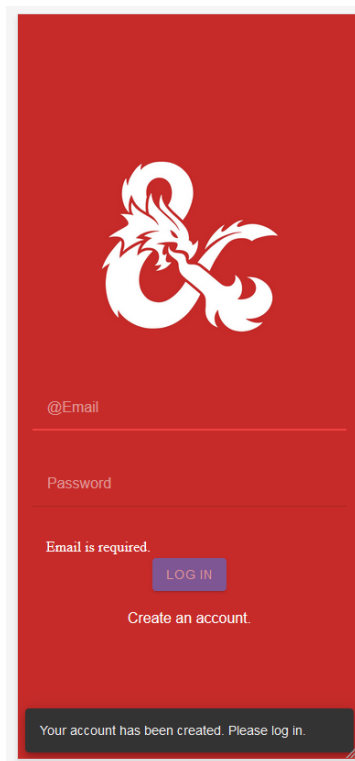 @Email
Password
Email is required.
LOG IN
Create an account.
Your account has been created. Please log in.